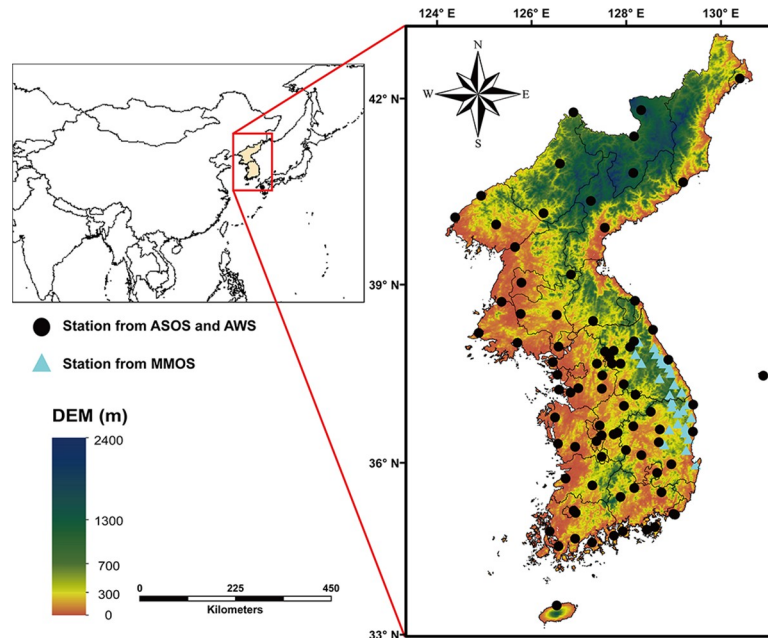 124° E 126° E 128° E 130° E
N
W E
S
42° N
39° N
36° N
33° N
Station from ASOS and AWS
Station from MMOS
DEM (m)
2400
1300
700
300
0
0 225 450
Kilometers